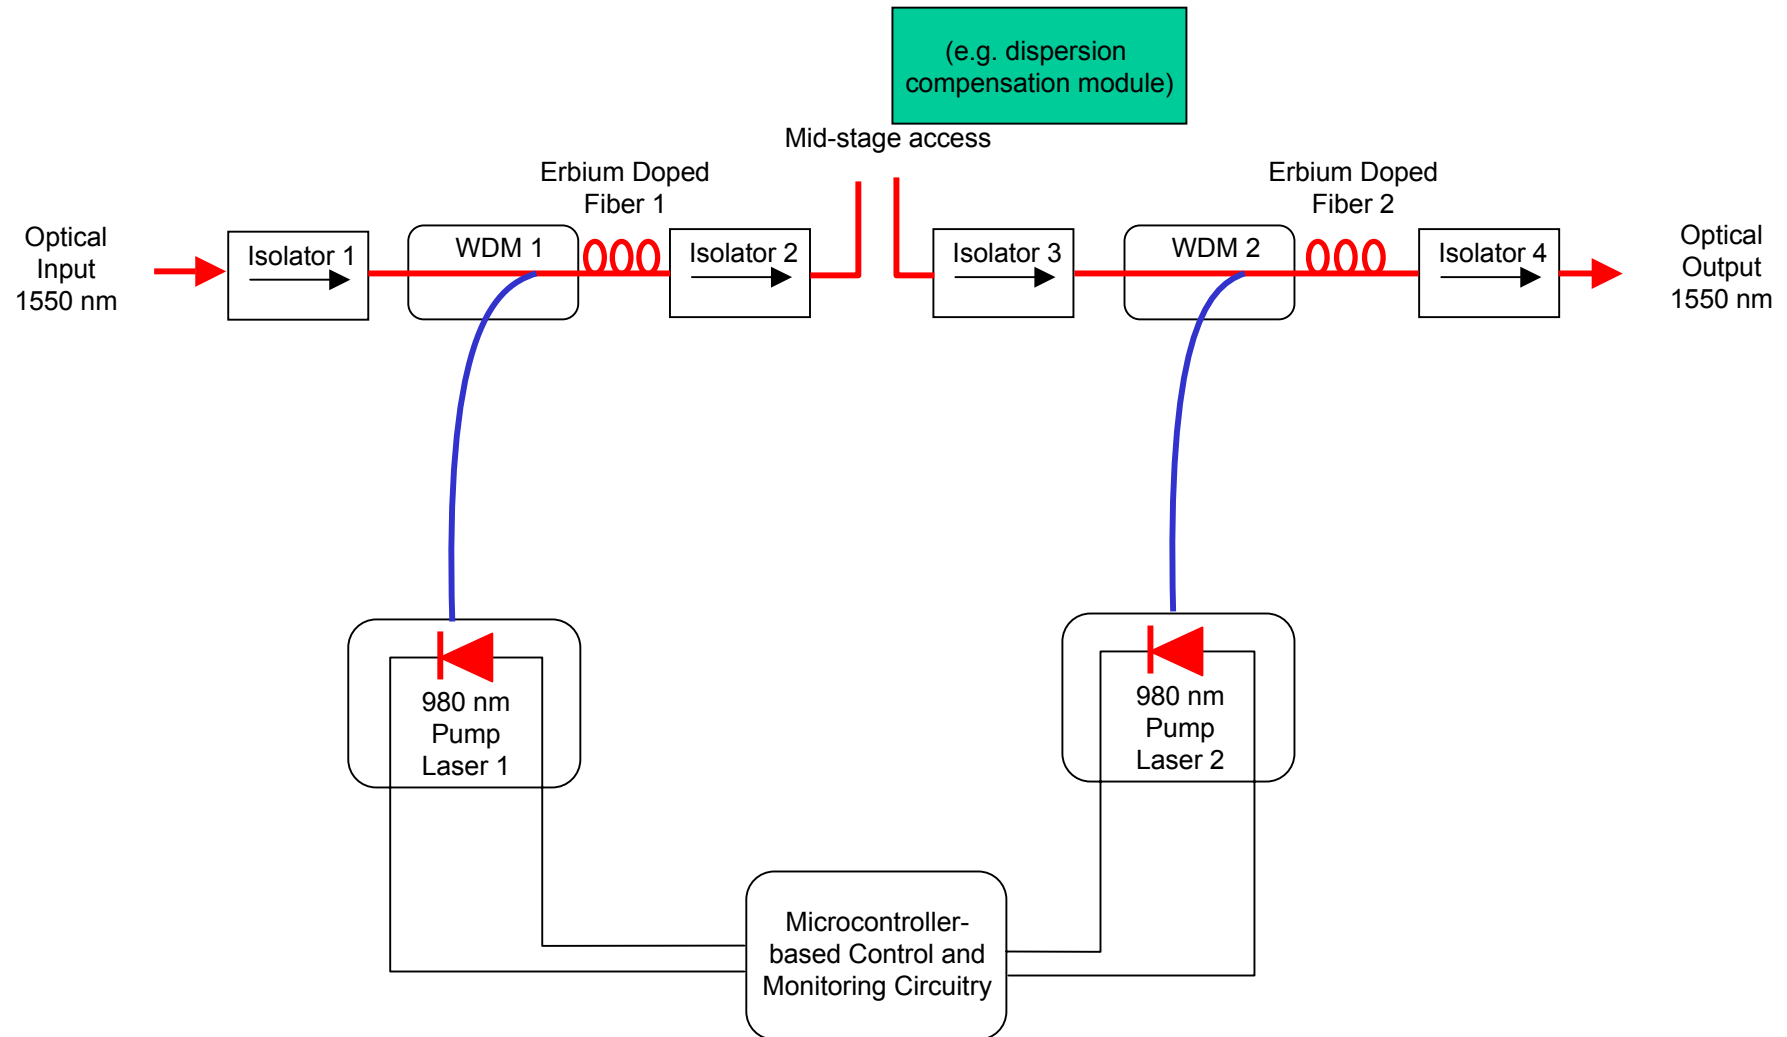 (e.g. dispersion
compensation module)
Mid-stage access
Erbium Doped
Fiber 1
Erbium Doped
Fiber 2
Optical
Input
1550 nm
Isolator 1
WDM 1
Isolator 2
Isolator 3
WDM 2
Isolator 4
Optical
Output
1550 nm
980 nm
Pump
Laser 1
980 nm
Pump
Laser 2
Microcontroller-
based Control and
Monitoring Circuitry